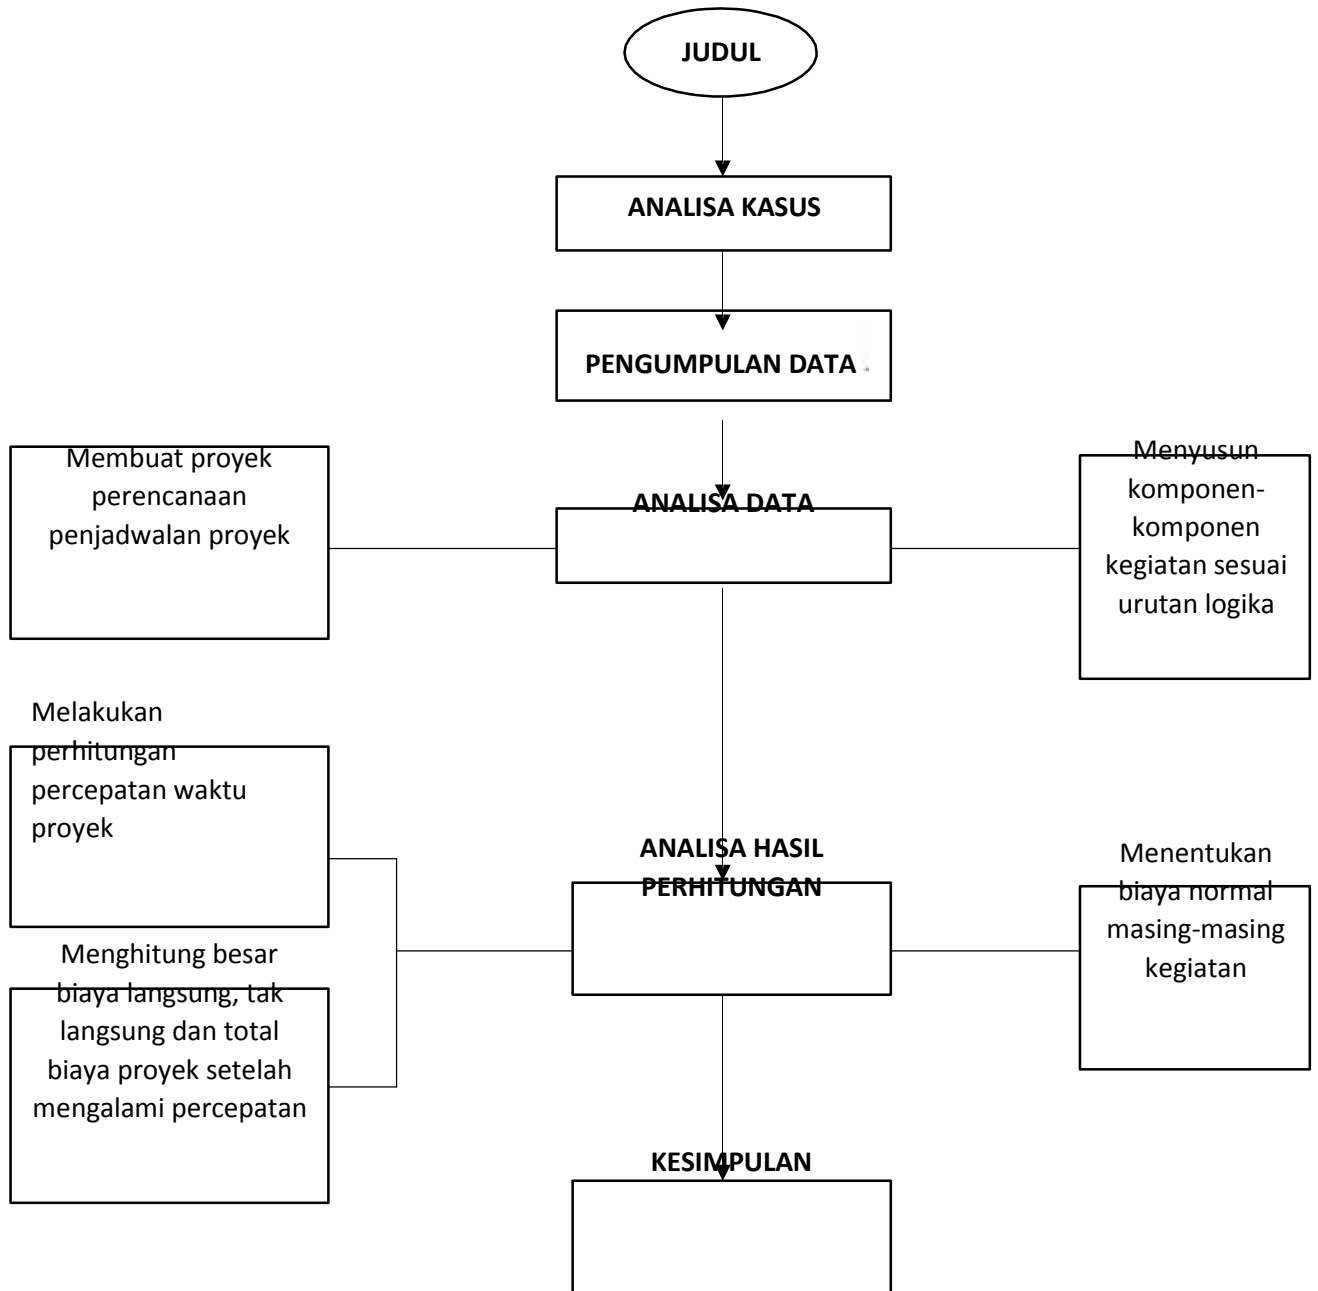 JUDUL
ANALISA KASUS
PENGUMPULAN DATA
Membuat proyek
perencanaan
penjadwalan proyek
ANALISA DATA
Menyusun
komponen-
komponen
kegiatan sesuai
urutan logika
Melakukan
perhitungan
percepatan waktu
proyek
ANALISA HASIL
PERHITUNGAN
Menentukan
biaya normal
masing-masing
kegiatan
Menghitung besar
biaya langsung, tak
langsung dan total
biaya proyek setelah
mengalami percepatan
KESIMPULAN